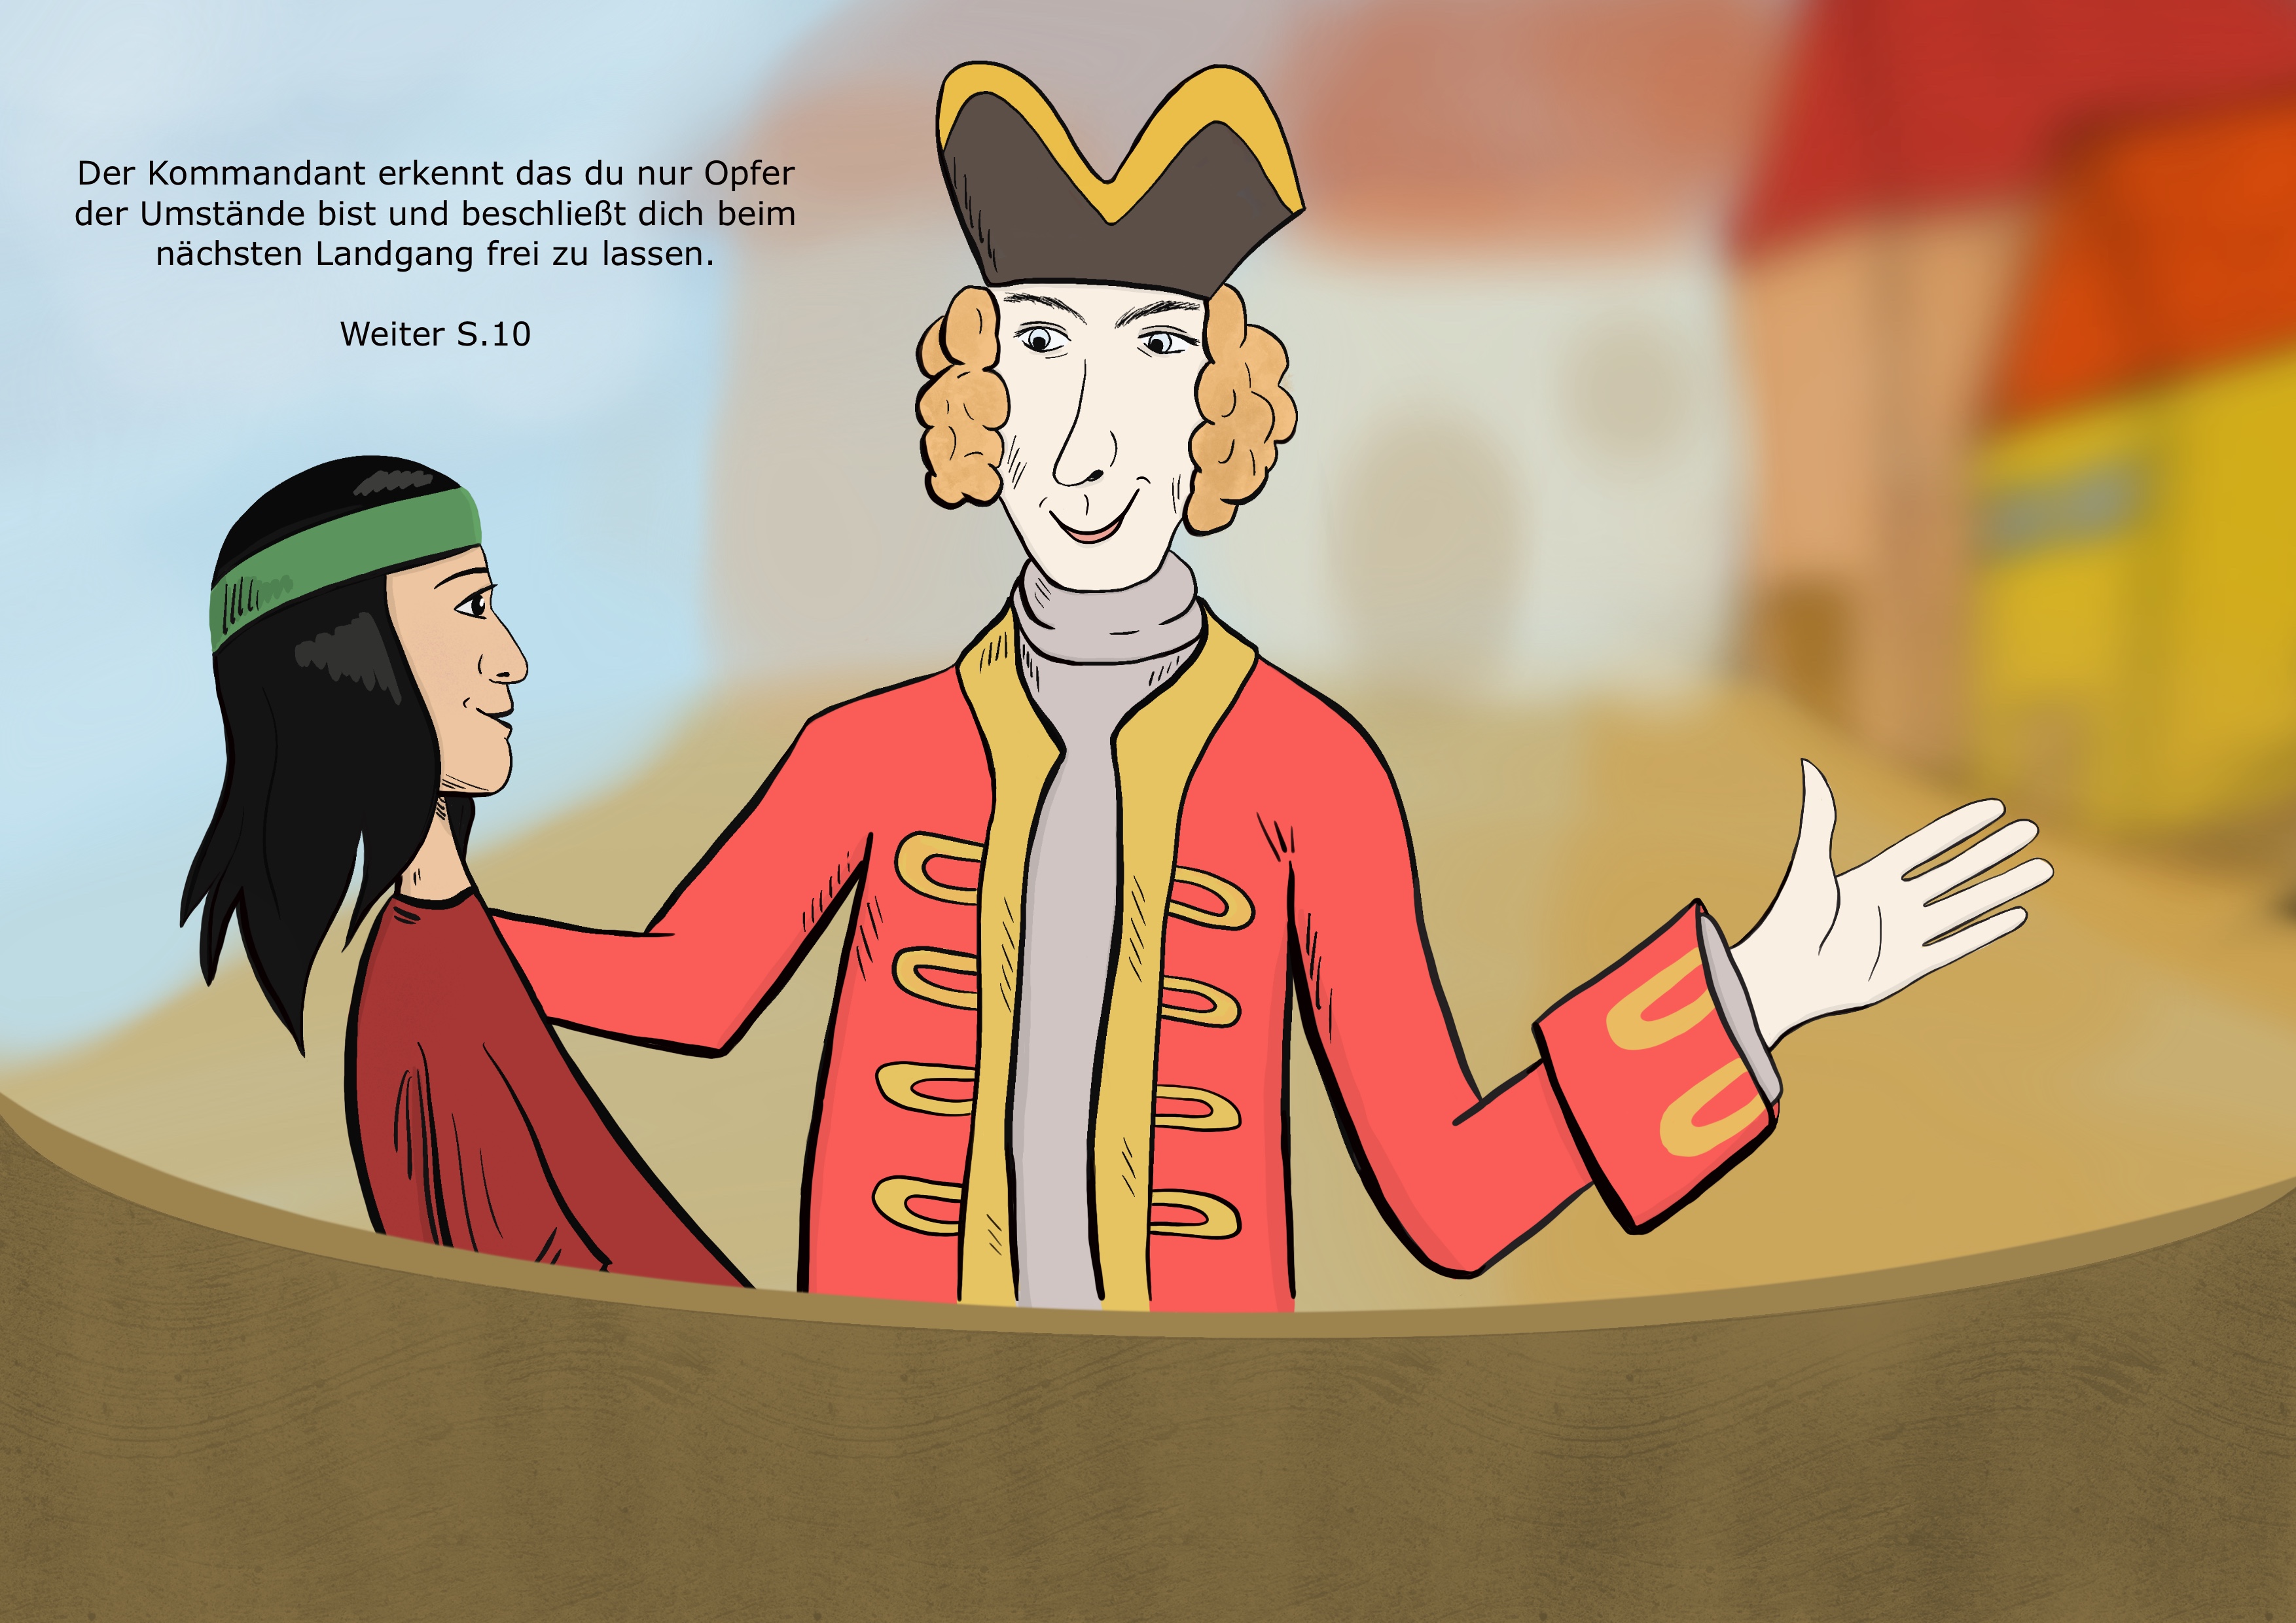 Der Kommandant erkennt das du nur Opfer
der Umstände bist und beschließt dich beim
nächsten Landgang frei zu lassen.
Weiter S.10